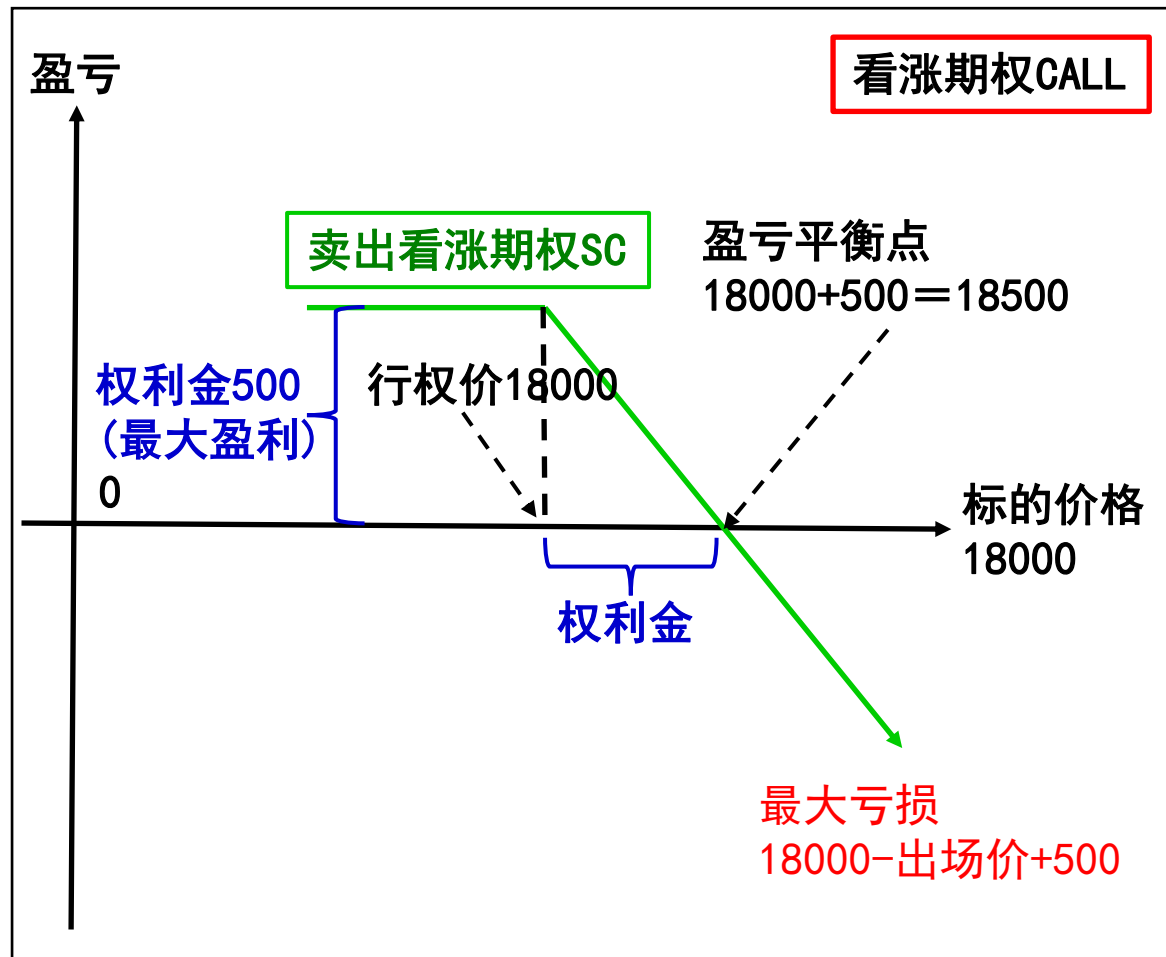 盈亏
看涨期权CALL
卖出看涨期权SC
盈亏平衡点
18000+500＝18500
权利金500
(最大盈利)
行权价18000
0
标的价格
18000
权利金
最大亏损
18000-出场价+500